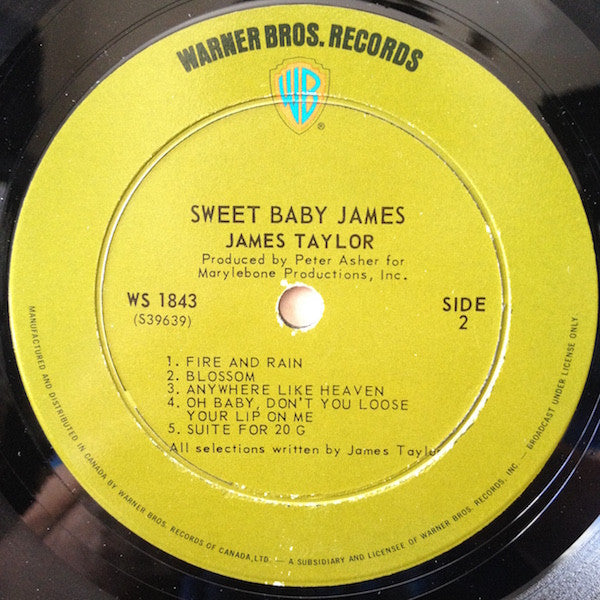 WARNER BROS. RECORDS
WB
®
SWEET BABY JAMES
JAMES TAYLOR
Produced by Peter Asher for
Marylebone Productions, Inc.
WS 1843
(S39639)
SIDE
2
1. FIRE AND RAIN
2. BLOSSOM
3. ANYWHERE LIKE HEAVEN
4. OH BABY, DON'T YOU LOOSE
YOUR LIP ON ME
5. SUITE FOR 20 G
All selections written by James Taylor
MANUFACTURED AND DISTRIBUTED IN CANADA BY WARNER BROS. RECORDS OF CANADA, LTD. — A SUBSIDIARY AND LICENSEE OF WARNER BROS. RECORDS, INC. — BROADCAST UNDER LICENSE ONLY.